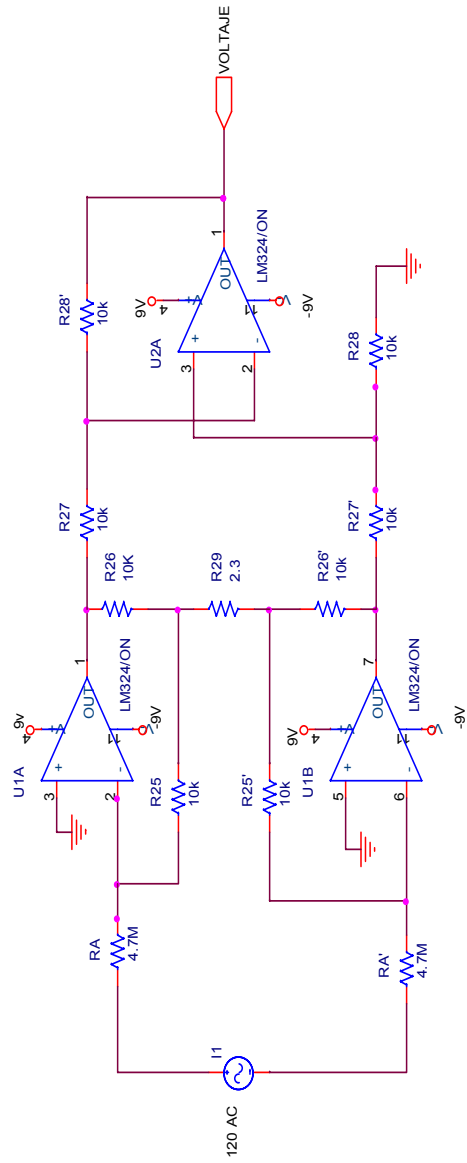 120 AC
I1
RA
4.7M
RA'
4.7M
U1A
3
2
+
-
OUT
1
4
9v
11
-9V
LM324/ON
R25
10k
R25'
10k
U1B
5
6
+
-
OUT
7
4
9V
11
-9V
LM324/ON
R26
10K
R29
2.3
R26'
10k
R27
10k
R27'
10k
U2A
3
2
+
-
OUT
1
4
9V
11
-9V
LM324/ON
R28'
10k
R28
10k
VOLTAJE